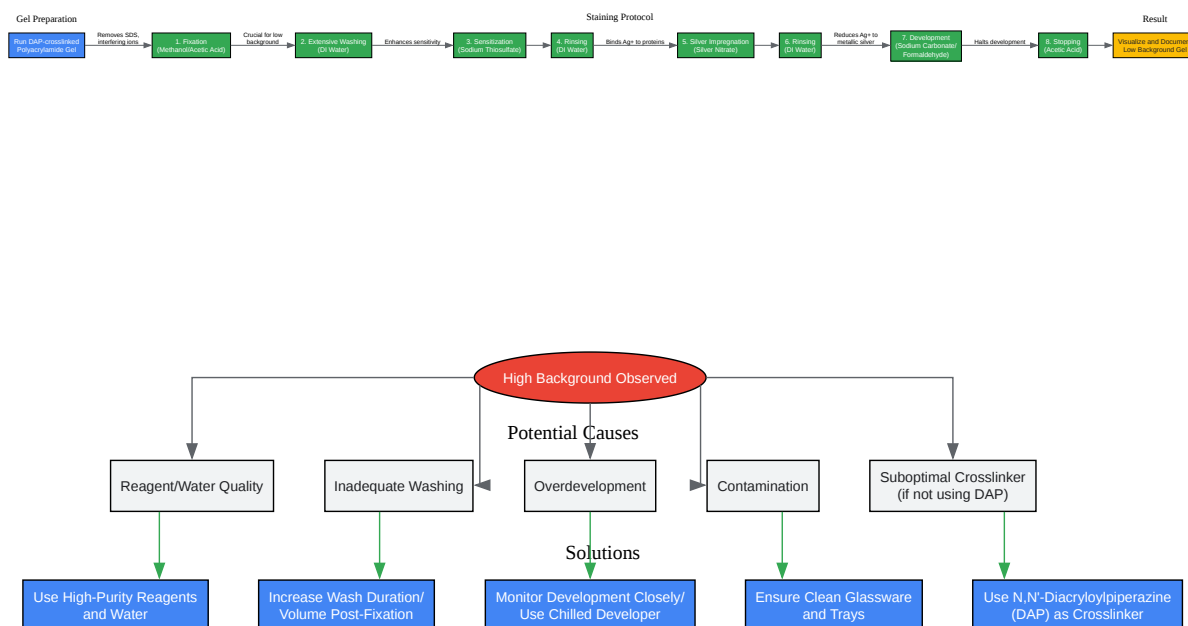 Gel Preparation
Staining Protocol
Result
Run DAP-crosslinked
Polyacrylamide Gel
Removes SDS,
interfering ions
1. Fixation
(Methanol/Acetic Acid)
Crucial for low
background
2. Extensive Washing
(DI Water)
Enhances sensitivity
3. Sensitization
(Sodium Thiosulfate)
4. Rinsing
(DI Water)
Binds Ag+ to proteins
5. Silver Impregnation
(Silver Nitrate)
6. Rinsing
(DI Water)
Reduces Ag+ to
metallic silver
7. Development
(Sodium Carbonate/
Formaldehyde)
Halts development
8. Stopping
(Acetic Acid)
Visualize and Documen
Low Background Gel
High Background Observed
Potential Causes
Reagent/Water Quality
Inadequate Washing
Overdevelopment
Contamination
Suboptimal Crosslinker
(if not using DAP)
Solutions
Use High-Purity Reagents
and Water
Increase Wash Duration/
Volume Post-Fixation
Monitor Development Closely/
Use Chilled Developer
Ensure Clean Glassware
and Trays
Use N,N'-Diacryloylpiperazine
(DAP) as Crosslinker